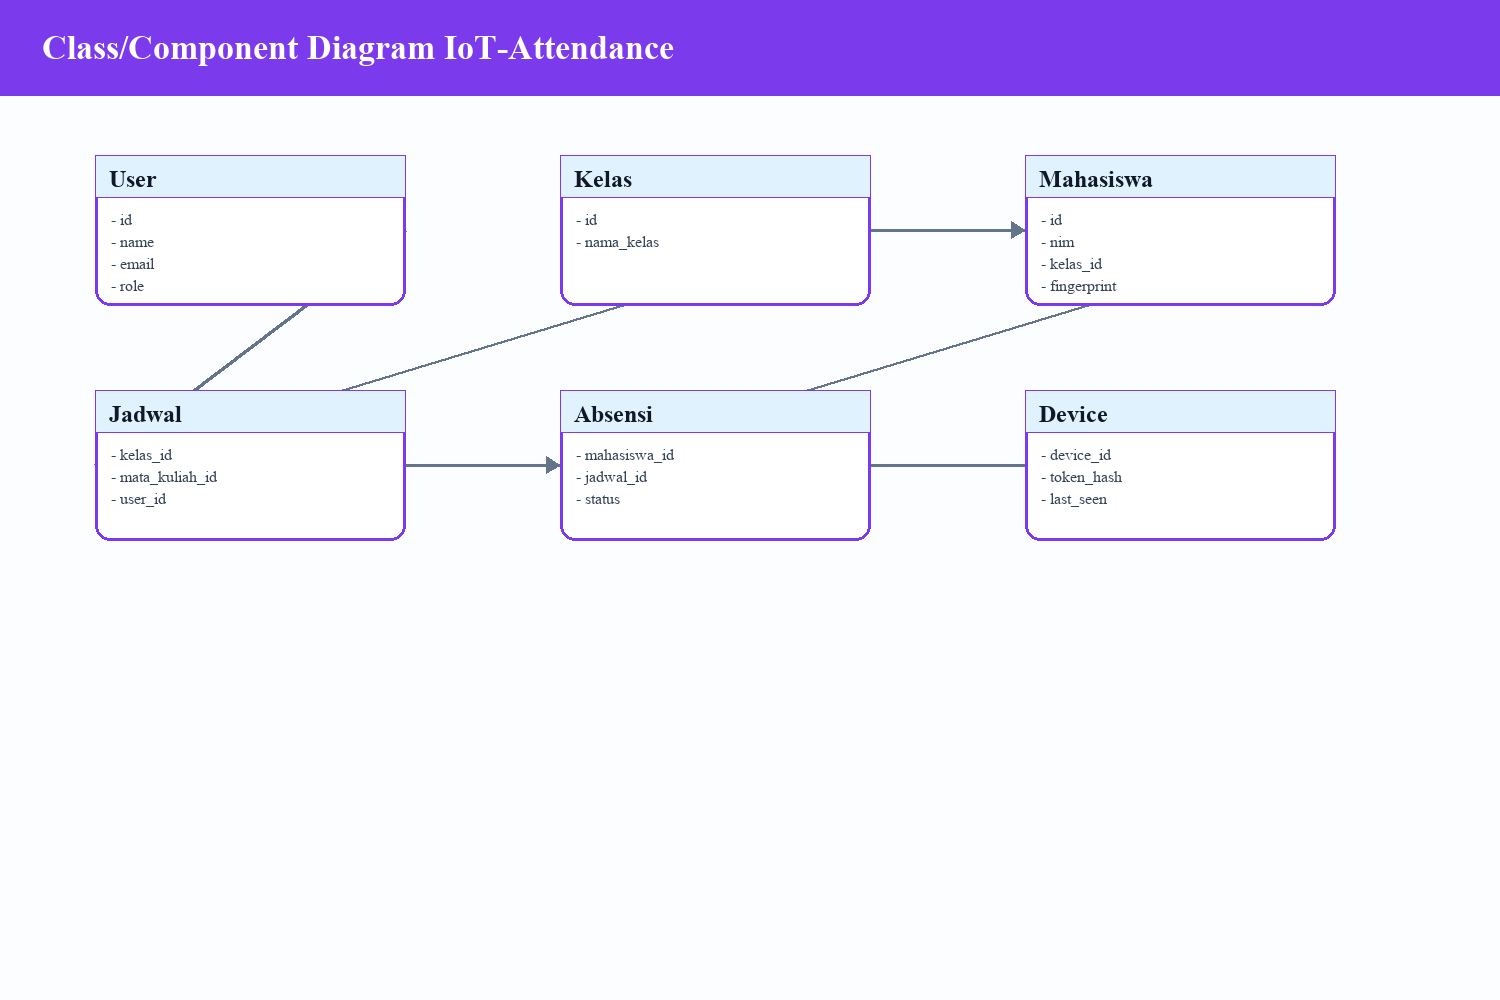 Class/Component Diagram IoT-Attendance
User
- id
- name
- email
- role
Kelas
- id
- nama_kelas
Mahasiswa
- id
- nim
- kelas_id
- fingerprint
Jadwal
- kelas_id
- mata_kuliah_id
- user_id
Absensi
- mahasiswa_id
- jadwal_id
- status
Device
- device_id
- token_hash
- last_seen